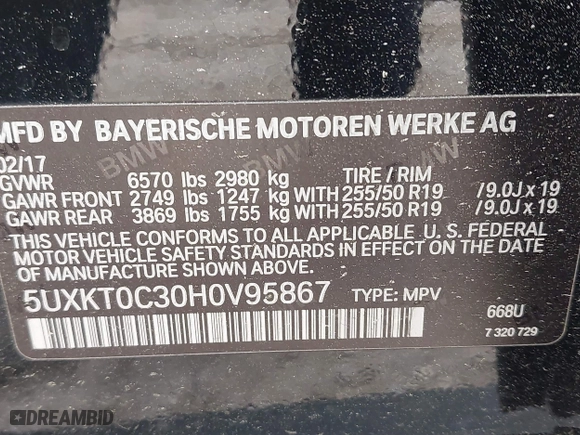 MFD BY BAYERISCHE MOTOREN WERKE AG
02/17
GVWR 6570 lbs 2980 kg TIRE / RIM
GAWR FRONT 2749 lbs 1247 kg WITH 255/50 R19 /9.0J x 19
GAWR REAR 3869 lbs 1755 kg WITH 255/50 R19 /9.0J x 19
THIS VEHICLE CONFORMS TO ALL APPLICABLE U. S. FEDERAL
MOTOR VEHICLE SAFETY STANDARDS IN EFFECT ON THE DATE
OF MANUFACTURE SHOWN ABOVE.
5UXKT0C30H0V95867 TYPE: MPV
668U
7 320 729
DREAMBID